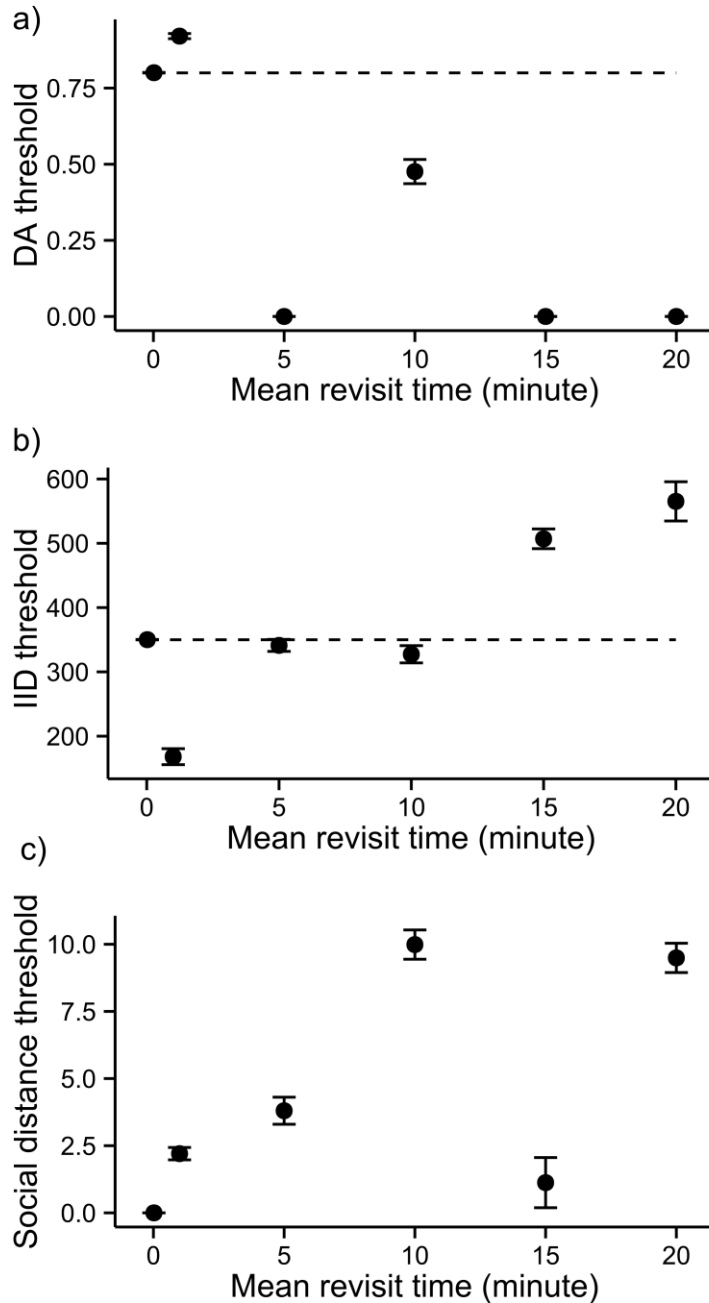 a)
DA threshold
0.75
0.50
0.25
0.00
0 5 10 15 20
Mean revisit time (minute)
b)
IID threshold
600
500
400
300
200
0 5 10 15 20
Mean revisit time (minute)
c)
Social distance threshold
10.0
7.5
5.0
2.5
0.0
0 5 10 15 20
Mean revisit time (minute)